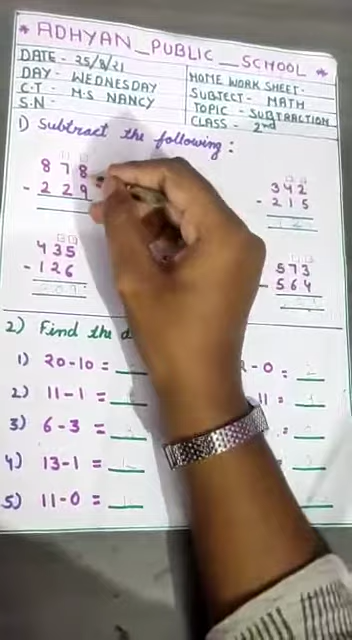 * ADHYAN_PUBLIC_SCHOOL *
DATE - 25/8/21
DAY - WEDNESDAY
C.T - M.S NANCY
S.N -
HOME WORK SHEET-
SUBJECT - MATH
TOPIC - SUBTRACTION
CLASS - 2nd
1) Subtract the following :
878
- 229
342
- 215
435
- 126
573
- 564
2) Find the
1) 20-10 =
-0 =
2) 11-1 =
11 =
3) 6-3 =
=
4) 13-1 =
=
5) 11-0 =